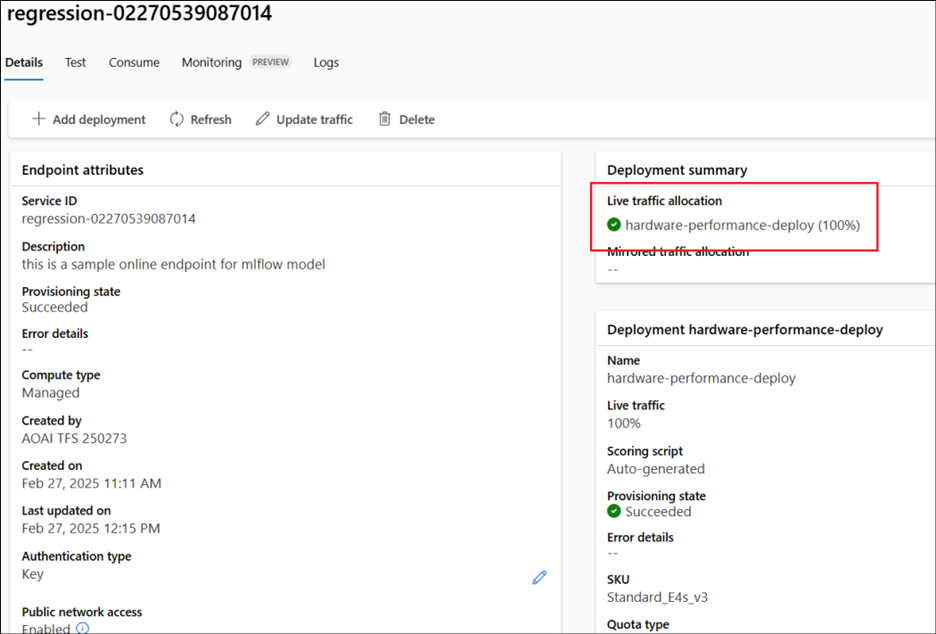 regression-02270539087014
Details Test Consume Monitoring PREVIEW Logs
Add deployment Refresh Update traffic Delete
Endpoint attributes
Service ID
regression-02270539087014
Description
this is a sample online endpoint for mlflow model
Provisioning state
Succeeded
Error details
--
Compute type
Managed
Created by
AOAI TFS 250273
Created on
Feb 27, 2025 11:11 AM
Last updated on
Feb 27, 2025 12:15 PM
Authentication type
Key
Public network access
Enabled
Deployment summary
Live traffic allocation
hardware-performance-deploy (100%)
Mirrored traffic allocation
--
Deployment hardware-performance-deploy
Name
hardware-performance-deploy
Live traffic
100%
Scoring script
Auto-generated
Provisioning state
Succeeded
Error details
--
SKU
Standard_E4s_v3
Quota type